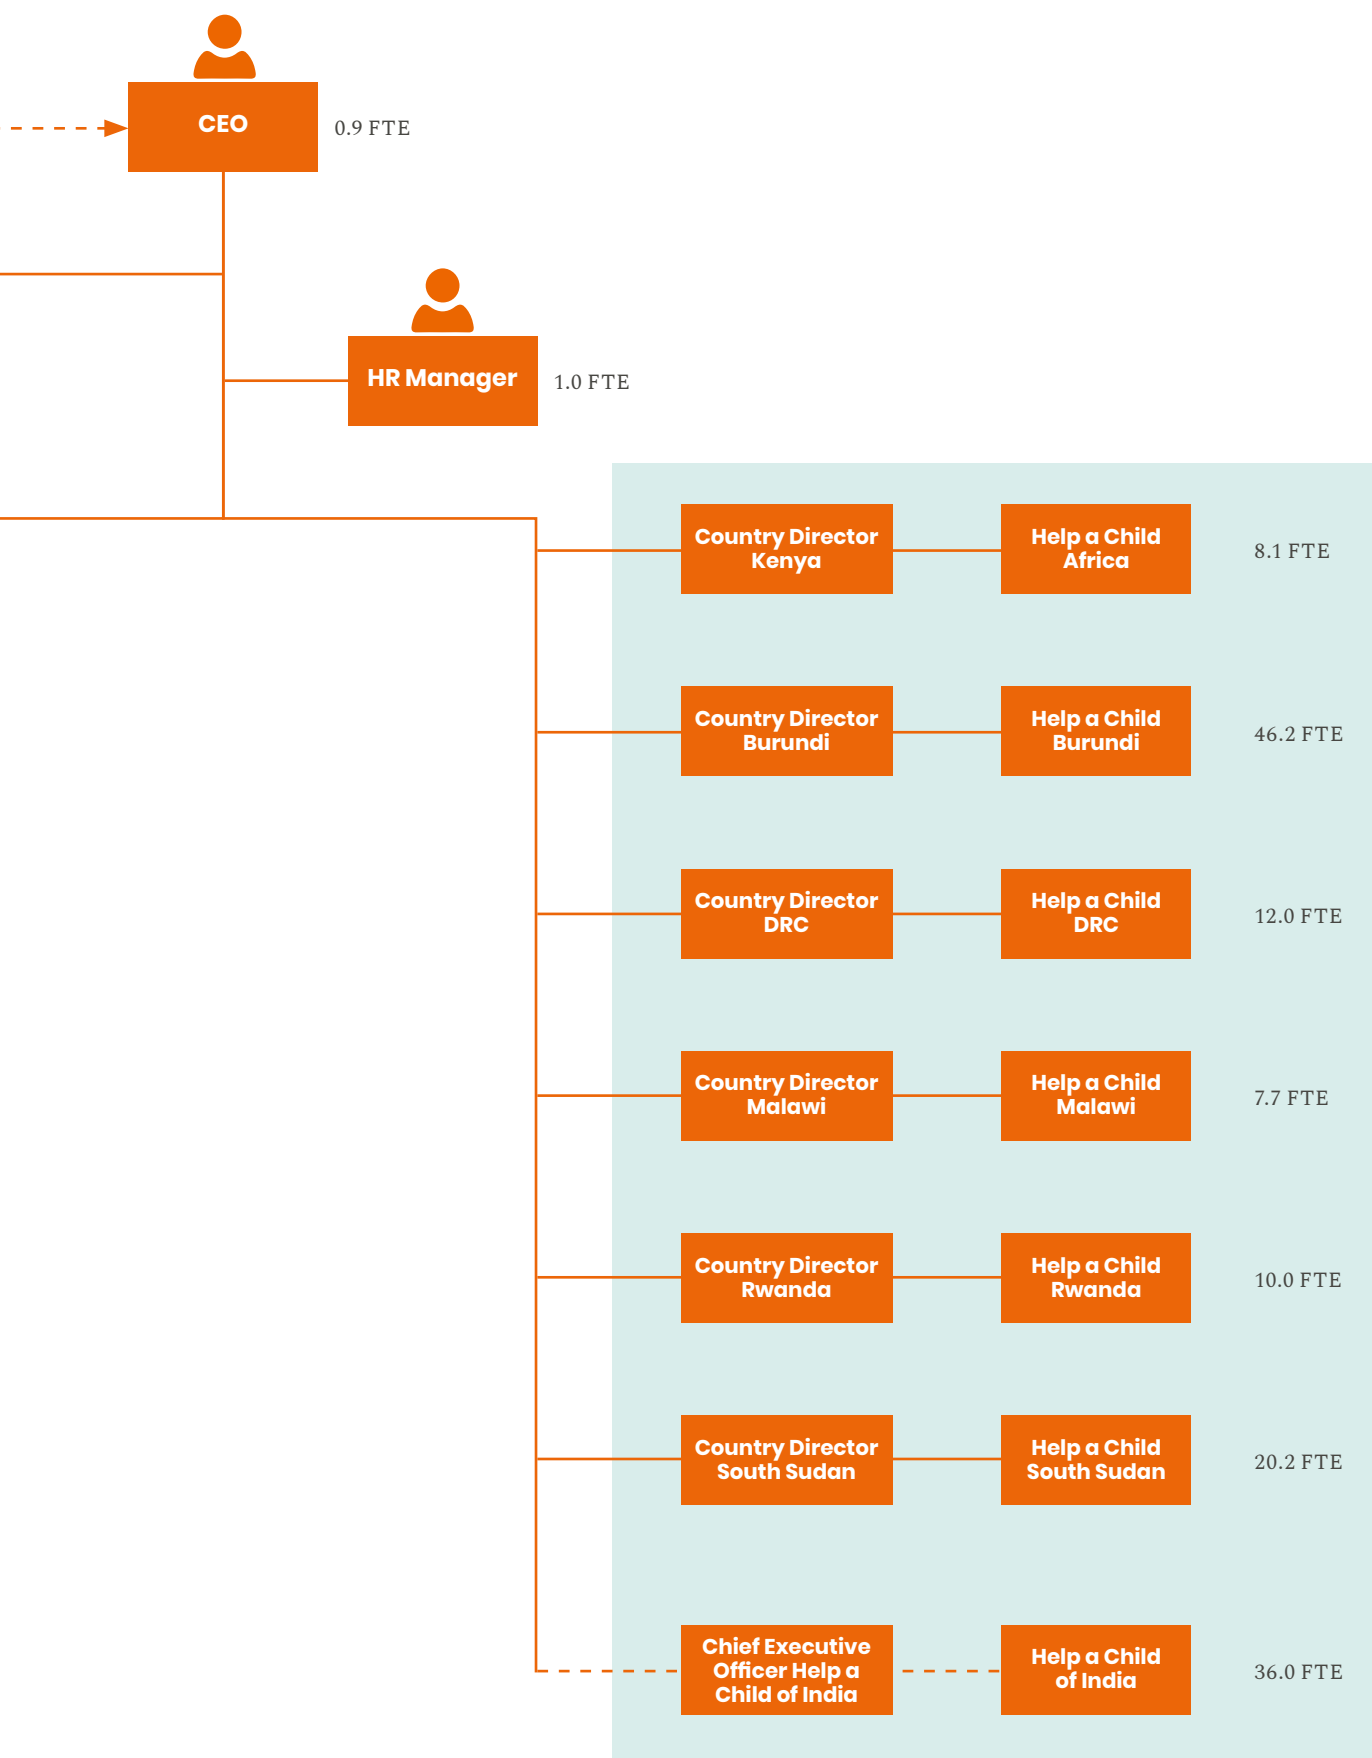 CEO
0.9 FTE
HR Manager
1.0 FTE
Country Director
Kenya
Help a Child
Africa
8.1 FTE
Country Director
Burundi
Help a Child
Burundi
46.2 FTE
Country Director
DRC
Help a Child
DRC
12.0 FTE
Country Director
Malawi
Help a Child
Malawi
7.7 FTE
Country Director
Rwanda
Help a Child
Rwanda
10.0 FTE
Country Director
South Sudan
Help a Child
South Sudan
20.2 FTE
Chief Executive
Officer Help a
Child of India
Help a Child
of India
36.0 FTE